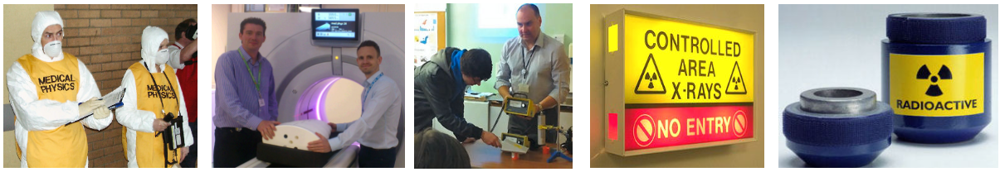 MEDICAL
PHYSICS
MEDICAL
PHYSICS
CONTROLLED
AREA
X-RAYS
NO ENTRY
RADIOACTIVE